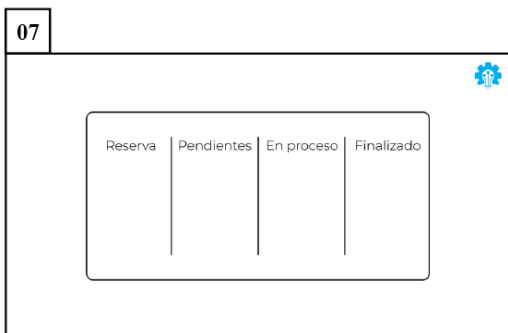 07
Reserva Pendientes En proceso Finalizado